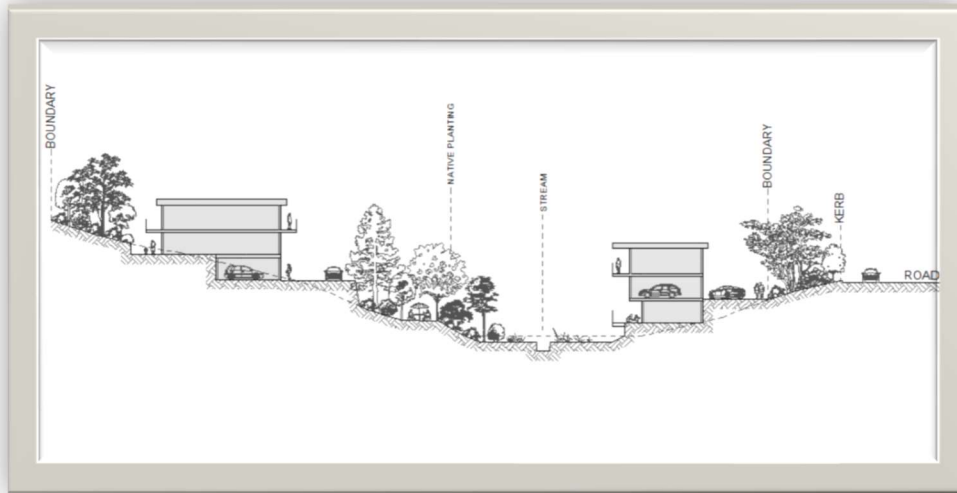 BOUNDARY
NATIVE PLANTING
STREAM
BOUNDARY
KERB
ROAD